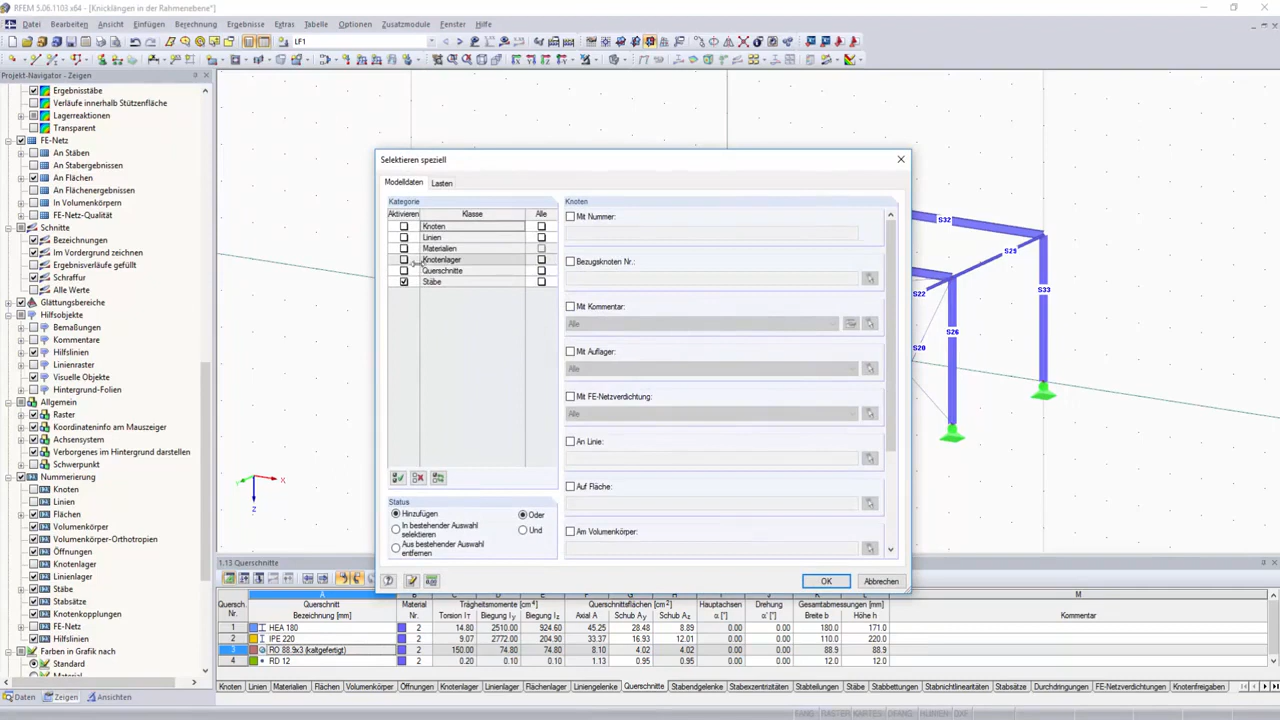 RFEM 5.06.1103 x64 - [Knicklängen in der Rahmenebene*]
Datei Bearbeiten Ansicht Einfügen Berechnung Ergebnisse Extras Tabelle Optionen Zusatzmodule Fenster Hilfe
LF1
Projekt-Navigator - Zeigen
Ergebnisstäbe
Verläufe innerhalb Stützenfläche
Lagerreaktionen
Transparent
FE-Netz
An Stäben
An Stabergebnissen
An Flächen
An Flächenergebnissen
In Volumenkörpern
FE-Netz-Qualität
Schnitte
Bezeichnungen
Im Vordergrund zeichnen
Ergebnisverläufe gefüllt
Schraffur
Alle Werte
Glättungsbereiche
Hilfsobjekte
Bemaßungen
Kommentare
Hilfslinien
Linienraster
Visuelle Objekte
Hintergrund-Folien
Allgemein
Raster
Koordinateninfo am Mauszeiger
Achsensystem
Verborgenes im Hintergrund darstellen
Schwerpunkt
Nummerierung
Knoten
Linien
Flächen
Volumenkörper
Volumenkörper-Orthotropien
Öffnungen
Knotenlager
Linienlager
Stäbe
Stabsätze
Knotenkopplungen
FE-Netz
Hilfslinien
Farben in Grafik nach
Standard
Material
Daten Zeigen Ansichten
Selektieren speziell
Modelldaten Lasten
Kategorie
Aktivieren Klasse Alle
Knoten
Linien
Materialien
Knotenlager
Querschnitte
Stäbe
Status
Hinzufügen
In bestehender Auswahl
selektieren
Aus bestehender Auswahl
entfernen
Oder
Und
Knoten
Mit Nummer:
Bezugsknoten Nr.:
Mit Kommentar:
Alle
Mit Auflager:
Alle
Mit FE-Netzverdichtung:
Alle
An Linie:
Auf Fläche:
Am Volumenkörper:
OK Abbrechen
S32
S29
S22
S33
S26
S20
X
Y
Z
1.13 Querschnitte
A B C D E F G H I J K L M
Quersch. Querschnitt Material Trägheitsmomente [cm⁴] Querschnittsflächen [cm²] Hauptachsen Drehung Gesamtabmessungen [mm]
Nr. Bezeichnung [mm] Nr. Torsion IT Biegung Iy Biegung Iz Axial A Schub Ay Schub Az α [°] α' [°] Breite b Höhe h Kommentar
1 HEA 180 2 14.80 2510.00 924.60 45.25 28.48 8.89 0.00 0.00 180.0 171.0
2 IPE 220 2 9.07 2772.00 204.90 33.37 16.93 12.01 0.00 0.00 110.0 220.0
3 RO 88.9x3 (kaltgefertigt) 2 150.00 74.80 74.80 8.10 4.02 4.02 0.00 0.00 88.9 88.9
4 RD 12 2 0.20 0.10 0.10 1.13 0.95 0.95 0.00 0.00 12.0 12.0
Knoten Linien Materialien Flächen Volumenkörper Öffnungen Knotenlager Linienlager Flächenlager Liniengelenke Querschnitte Stabendgelenke Stabexzentrizitäten Stabteilungen Stäbe Stabbettungen Stabnichtlinearitäten Stabsätze Durchdringungen FE-Netzverdichtungen Knotenfreigaben
FANG RASTER KARTES OFANG HLINIEN DXF